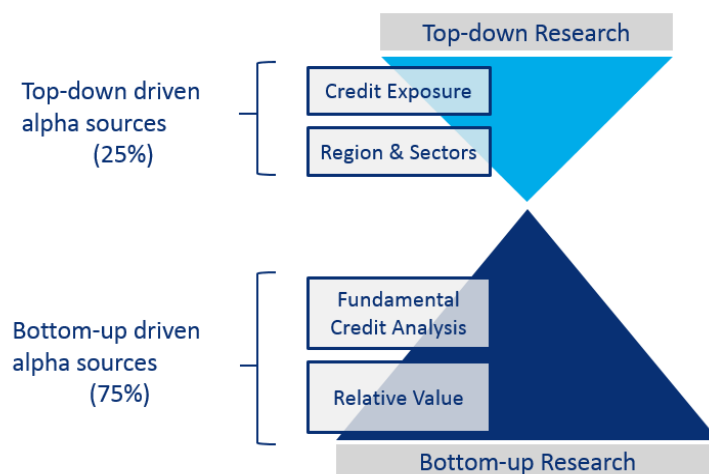 Top-down Research
Top-down driven
alpha sources
(25%)
Credit Exposure
Region & Sectors
Bottom-up driven
alpha sources
(75%)
Fundamental
Credit Analysis
Relative Value
Bottom-up Research